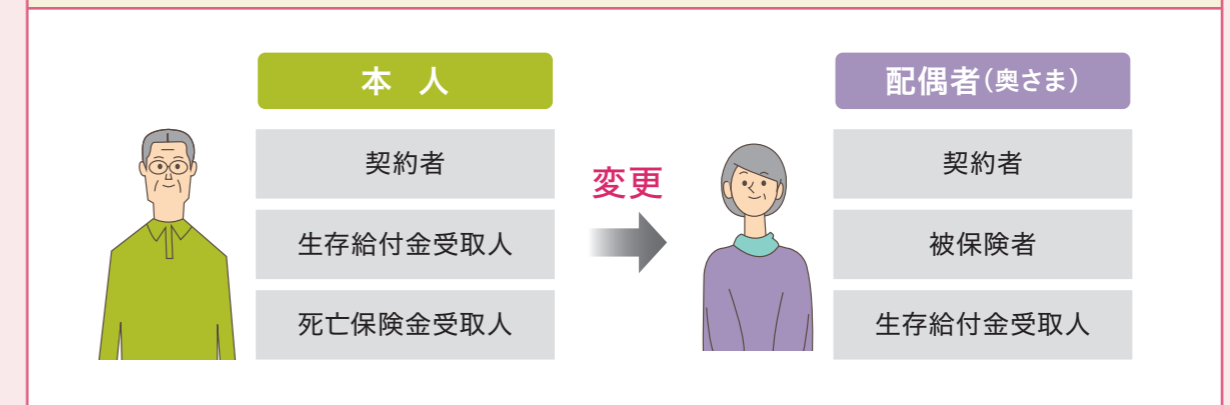 本 人
契約者
生存給付金受取人
死亡保険金受取人
変更
配偶者(奥さま)
契約者
被保険者
生存給付金受取人